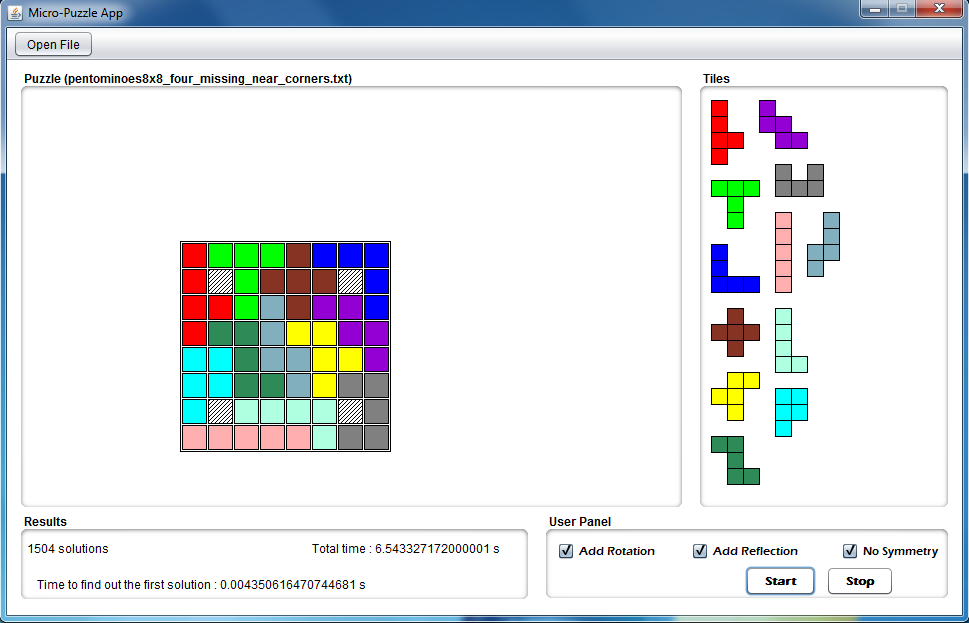 Micro-Puzzle App
Open File
Puzzle (pentominoes8x8_four_missing_near_corners.txt)
Tiles
Results
1504 solutions
Total time : 6.543327172000001 s
Time to find out the first solution : 0.004350616470744681 s
User Panel
Add Rotation
Add Reflection
No Symmetry
Start
Stop